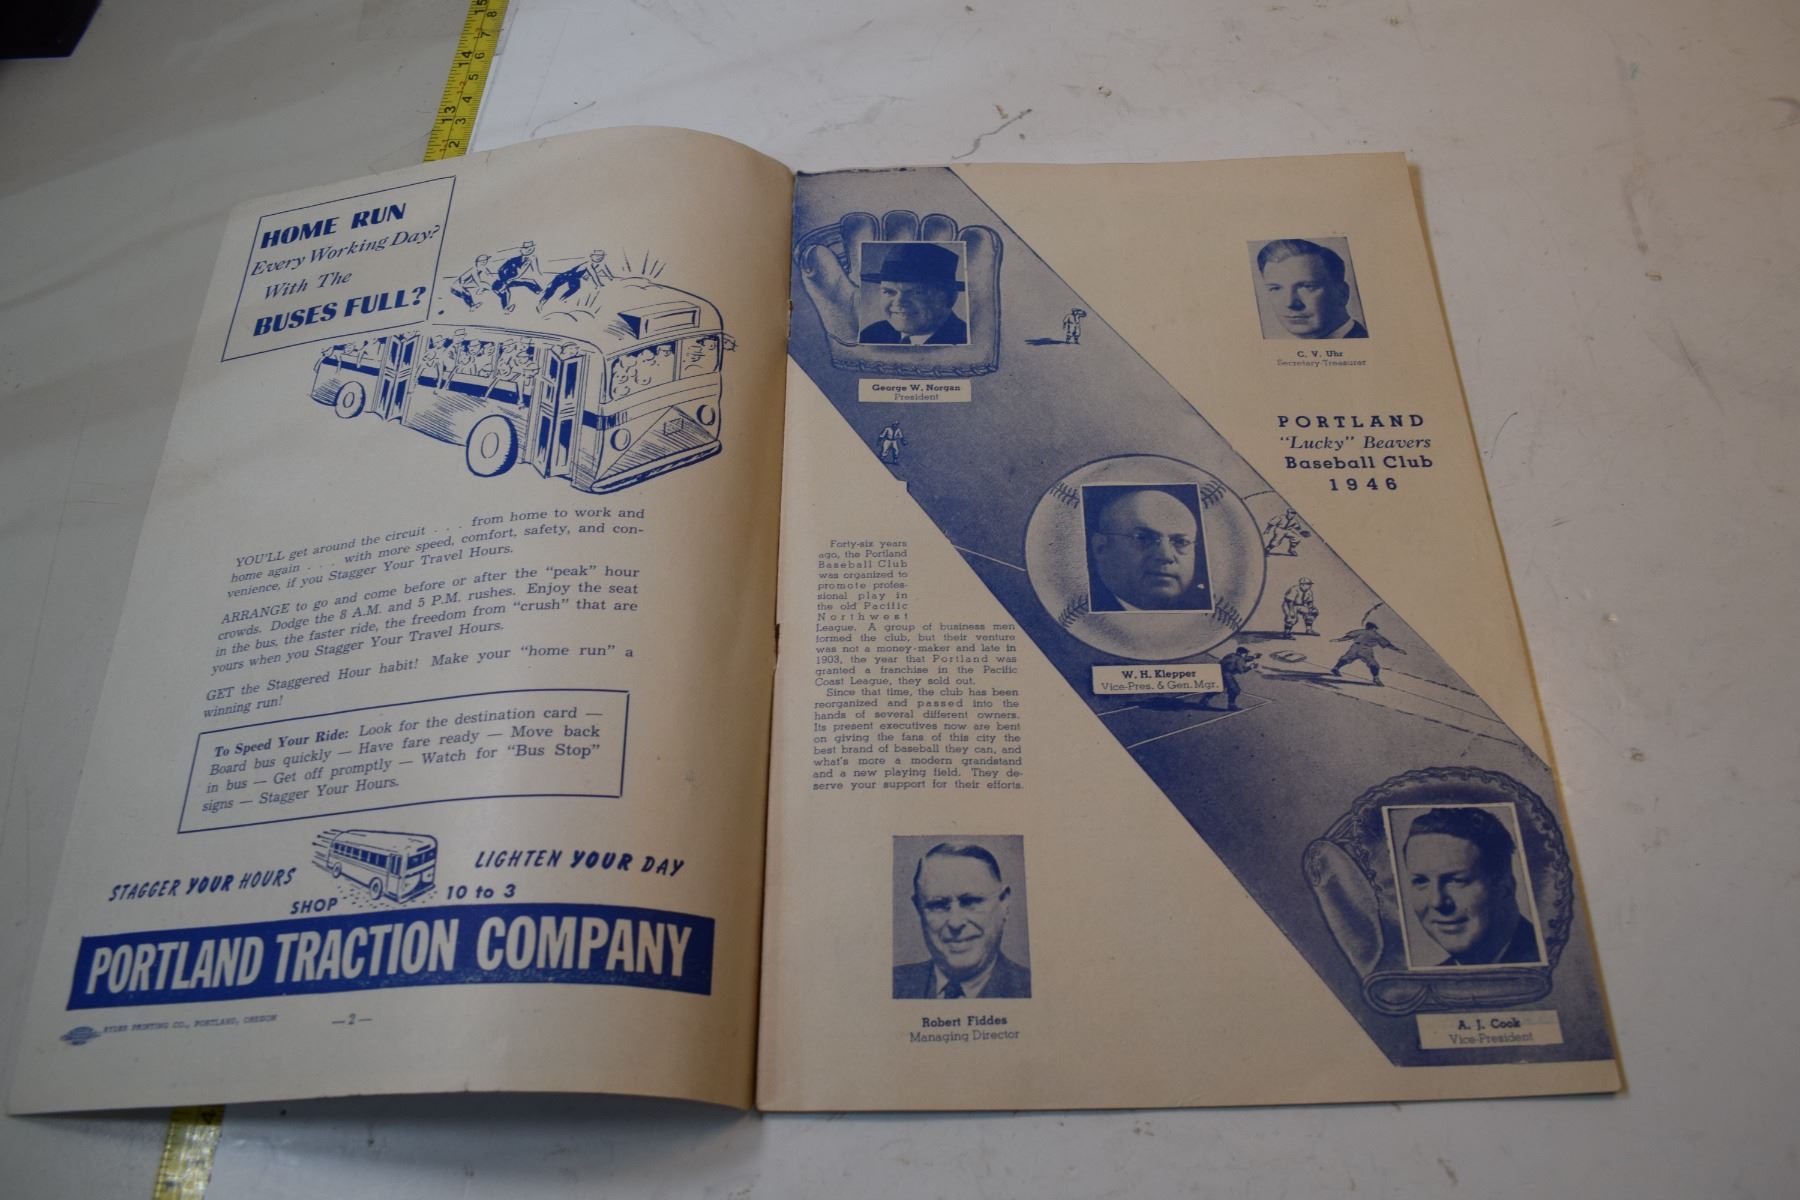 HOME RUN
Every Working Day?
With The
BUSES FULL?
YOU'LL get around the circuit . . . from home to work and
home again . . . with more speed, comfort, safety, and con-
venience, if you Stagger Your Travel Hours.
ARRANGE to go and come before or after the "peak" hour
crowds. Dodge the 8 A.M. and 5 P.M. rushes. Enjoy the seat
in the bus, the faster ride, the freedom from "crush" that are
yours when you Stagger Your Travel Hours.
GET the Staggered Hour habit! Make your "home run" a
winning run!
To Speed Your Ride: Look for the destination card —
Board bus quickly — Have fare ready — Move back
in bus — Get off promptly — Watch for "Bus Stop"
signs — Stagger Your Hours.
STAGGER YOUR HOURS
LIGHTEN YOUR DAY
SHOP 10 to 3
PORTLAND TRACTION COMPANY
PRINTING CO., PORTLAND, OREGON
—2—
George W. Norgan
President
C. V. Uhr
Secretary-Treasurer
PORTLAND
"Lucky" Beavers
Baseball Club
1946
Forty-six years
ago, the Portland
Baseball Club
was organized to
promote profes-
sional play in
the old Pacific
Northwest
League. A group of business men
formed the club, but their venture
was not a money-maker and late in
1903, the year that Portland was
granted a franchise in the Pacific
Coast League, they sold out.
Since that time, the club has been
reorganized and passed into the
hands of several different owners.
Its present executives now are bent
on giving the fans of this city the
best brand of baseball they can, and
what's more a modern grandstand
and a new playing field. They de-
serve your support for their efforts.
W. H. Klepper
Vice-Pres. & Gen. Mgr.
Robert Fiddes
Managing Director
A. J. Cook
Vice-President
15
8
7
14
6
5
4
13
3
2